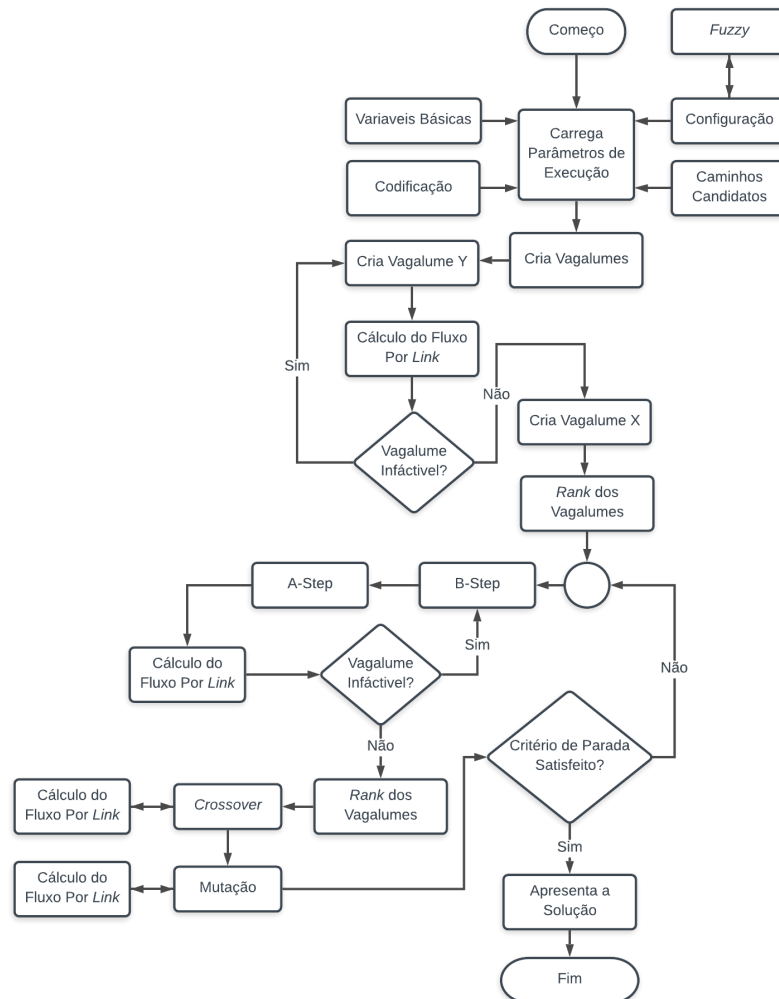 Começo
Fuzzy
Variaveis Básicas
Carrega
Parâmetros de
Execução
Configuração
Codificação
Caminhos
Candidatos
Cria Vagalume Y
Cria Vagalumes
Cálculo do Fluxo
Por Link
Sim
Não
Vagalume
Infáctivel?
Cria Vagalume X
Rank dos
Vagalumes
A-Step
B-Step
Cálculo do
Fluxo Por Link
Vagalume
Infáctivel?
Sim
Não
Não
Critério de Parada
Satisfeito?
Cálculo do
Fluxo Por Link
Crossover
Rank dos
Vagalumes
Cálculo do
Fluxo Por Link
Mutação
Sim
Apresenta a
Solução
Fim